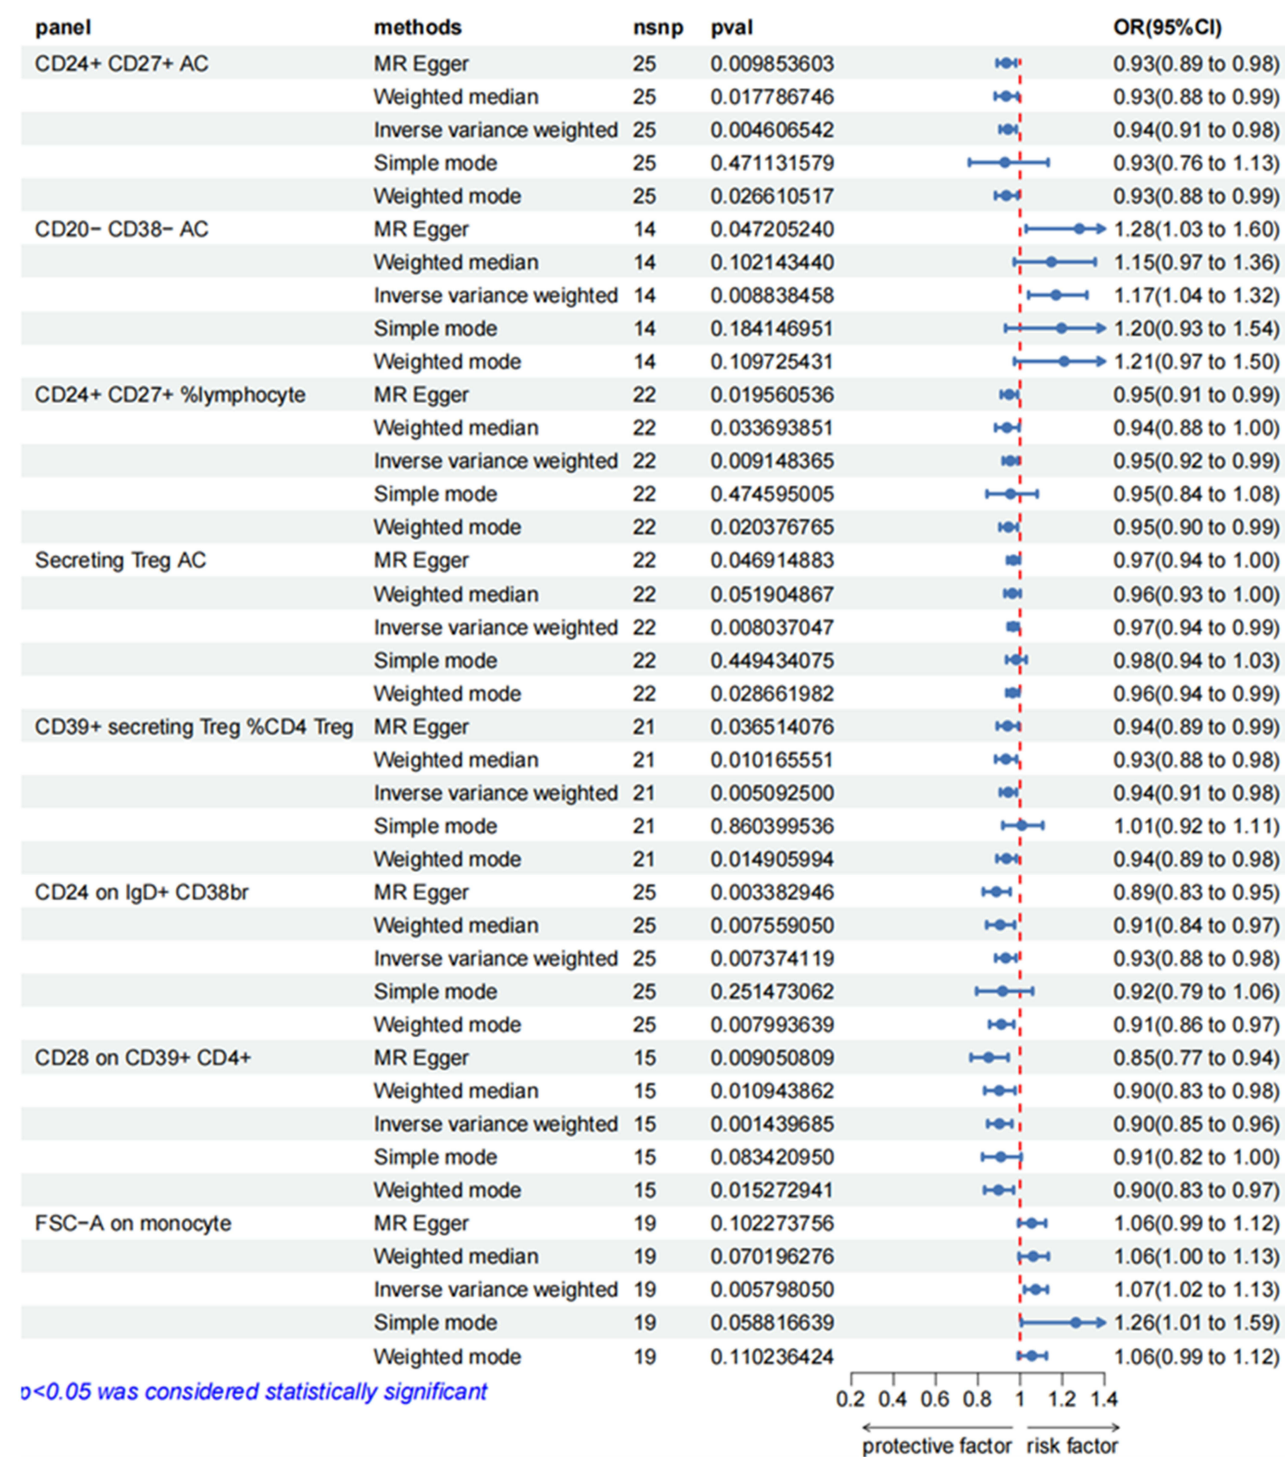 panel methods nsnp pval OR(95%CI)
CD24+ CD27+ AC MR Egger 25 0.009853603 0.93(0.89 to 0.98)
Weighted median 25 0.017786746 0.93(0.88 to 0.99)
Inverse variance weighted 25 0.004606542 0.94(0.91 to 0.98)
Simple mode 25 0.471131579 0.93(0.76 to 1.13)
Weighted mode 25 0.026610517 0.93(0.88 to 0.99)
CD20− CD38− AC MR Egger 14 0.047205240 1.28(1.03 to 1.60)
Weighted median 14 0.102143440 1.15(0.97 to 1.36)
Inverse variance weighted 14 0.008838458 1.17(1.04 to 1.32)
Simple mode 14 0.184146951 1.20(0.93 to 1.54)
Weighted mode 14 0.109725431 1.21(0.97 to 1.50)
CD24+ CD27+ %lymphocyte MR Egger 22 0.019560536 0.95(0.91 to 0.99)
Weighted median 22 0.033693851 0.94(0.88 to 1.00)
Inverse variance weighted 22 0.009148365 0.95(0.92 to 0.99)
Simple mode 22 0.474595005 0.95(0.84 to 1.08)
Weighted mode 22 0.020376765 0.95(0.90 to 0.99)
Secreting Treg AC MR Egger 22 0.046914883 0.97(0.94 to 1.00)
Weighted median 22 0.051904867 0.96(0.93 to 1.00)
Inverse variance weighted 22 0.008037047 0.97(0.94 to 0.99)
Simple mode 22 0.449434075 0.98(0.94 to 1.03)
Weighted mode 22 0.028661982 0.96(0.94 to 0.99)
CD39+ secreting Treg %CD4 Treg MR Egger 21 0.036514076 0.94(0.89 to 0.99)
Weighted median 21 0.010165551 0.93(0.88 to 0.98)
Inverse variance weighted 21 0.005092500 0.94(0.91 to 0.98)
Simple mode 21 0.860399536 1.01(0.92 to 1.11)
Weighted mode 21 0.014905994 0.94(0.89 to 0.98)
CD24 on IgD+ CD38br MR Egger 25 0.003382946 0.89(0.83 to 0.95)
Weighted median 25 0.007559050 0.91(0.84 to 0.97)
Inverse variance weighted 25 0.007374119 0.93(0.88 to 0.98)
Simple mode 25 0.251473062 0.92(0.79 to 1.06)
Weighted mode 25 0.007993639 0.91(0.86 to 0.97)
CD28 on CD39+ CD4+ MR Egger 15 0.009050809 0.85(0.77 to 0.94)
Weighted median 15 0.010943862 0.90(0.83 to 0.98)
Inverse variance weighted 15 0.001439685 0.90(0.85 to 0.96)
Simple mode 15 0.083420950 0.91(0.82 to 1.00)
Weighted mode 15 0.015272941 0.90(0.83 to 0.97)
FSC−A on monocyte MR Egger 19 0.102273756 1.06(0.99 to 1.12)
Weighted median 19 0.070196276 1.06(1.00 to 1.13)
Inverse variance weighted 19 0.005798050 1.07(1.02 to 1.13)
Simple mode 19 0.058816639 1.26(1.01 to 1.59)
Weighted mode 19 0.110236424 1.06(0.99 to 1.12)
p<0.05 was considered statistically significant
0.2 0.4 0.6 0.8 1 1.2 1.4
protective factor risk factor